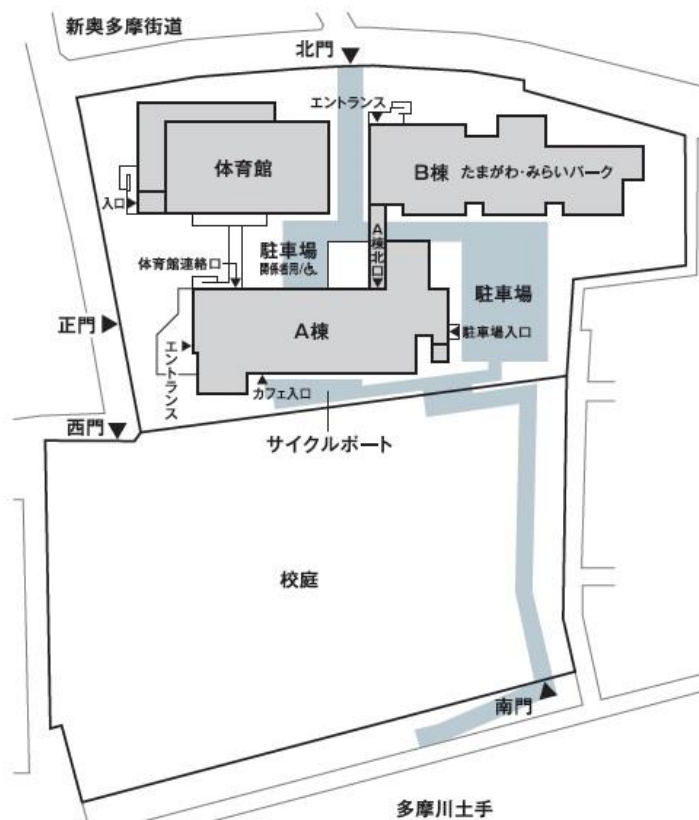 新奥多摩街道
北門
エントランス
体育館
B棟 たまがわ・みらいパーク
入口
A棟北口
駐車場
関係者用/
体育館連絡口
駐車場
正門
A棟
駐車場入口
エントランス
カフェ入口
西門
サイクルポート
校庭
南門
多摩川土手